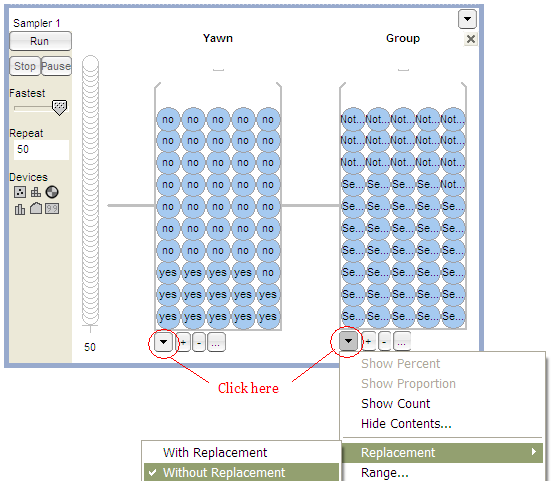 Sampler 1
Run
Stop Pause
Fastest
Repeat
50
Devices
9.9
50
Yawn
no no no no no
no no no no no
no no no no no
no no no no no
no no no no no
no no no no no
no no no no no
yes yes yes yes no
yes yes yes yes yes
yes yes yes yes yes
+ - ...
Group
Not... Not... Not... Not... Not...
Not... Not... Not... Not... Not...
Not... Not... Not... Not... Not...
Se... Se... Se... Se... Not...
Se... Se... Se... Se... Se...
Se... Se... Se... Se... Se...
Se... Se... Se... Se... Se...
Se... Se... Se... Se... Se...
Se... Se... Se... Se... Se...
Se... Se... Se... Se... Se...
+ - ...
Click here
Show Percent
Show Proportion
Show Count
Hide Contents...
Replacement
Range...
With Replacement
Without Replacement